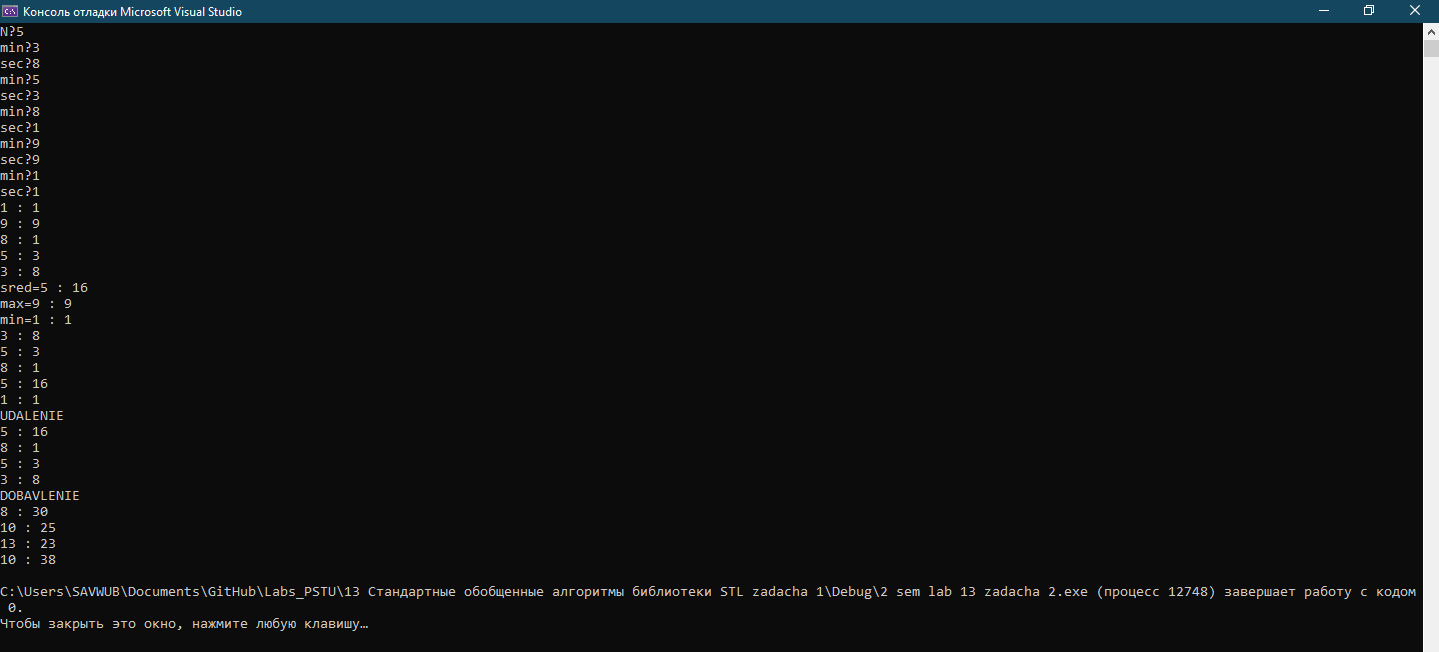 Консоль отладки Microsoft Visual Studio
N?5
min?3
sec?8
min?5
sec?3
min?8
sec?1
min?9
sec?9
min?1
sec?1
1 : 1
9 : 9
8 : 1
5 : 3
3 : 8
sred=5 : 16
max=9 : 9
min=1 : 1
3 : 8
5 : 3
8 : 1
5 : 16
1 : 1
UDALENIE
5 : 16
8 : 1
5 : 3
3 : 8
DOBAVLENIE
8 : 30
10 : 25
13 : 23
10 : 38
C:\Users\SAVWUB\Documents\GitHub\Labs_PSTU\13 Стандартные обобщенные алгоритмы библиотеки STL zadacha 1\Debug\2 sem lab 13 zadacha 2.exe (процесс 12748) завершает работу с кодом
0.
Чтобы закрыть это окно, нажмите любую клавишу…